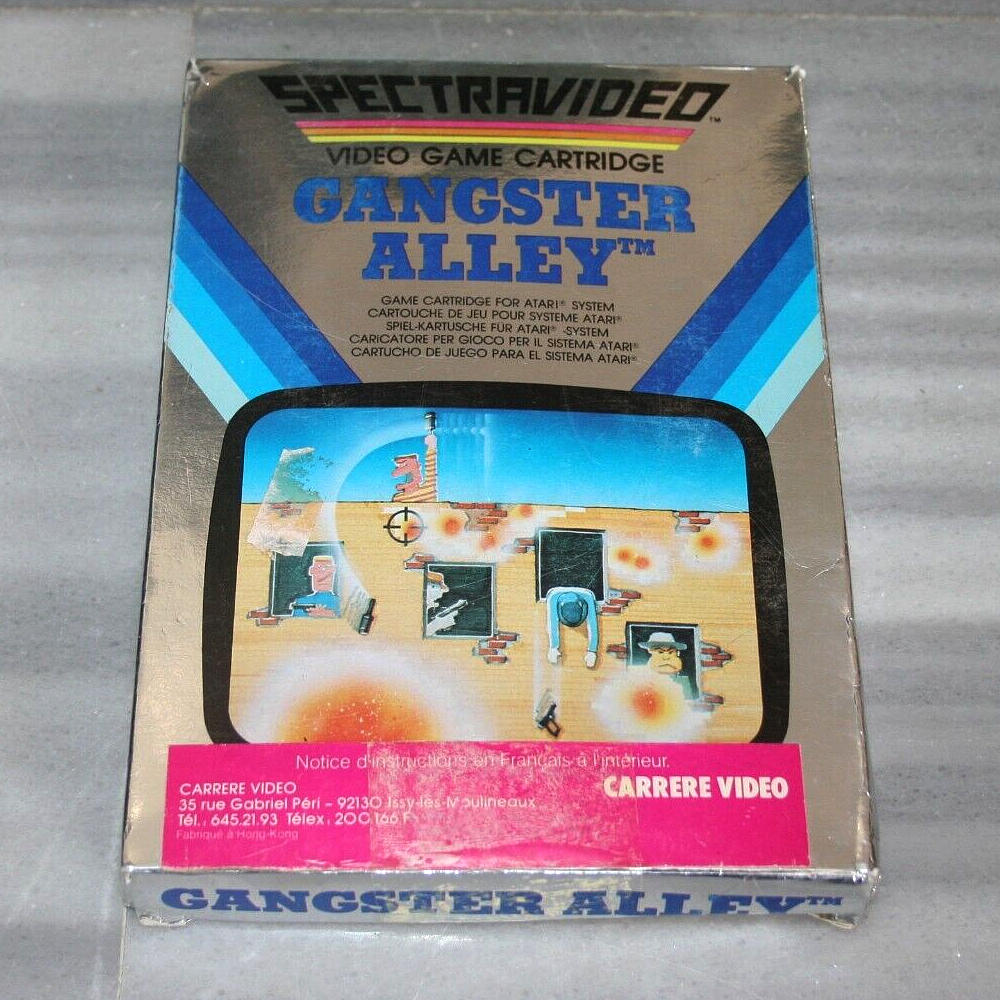 SPECTRAVIDEO™
VIDEO GAME CARTRIDGE
GANGSTER
ALLEY™
GAME CARTRIDGE FOR ATARI® SYSTEM
CARTOUCHE DE JEU POUR SYSTEME ATARI®
SPIEL-KARTUSCHE FÜR ATARI® -SYSTEM
CARICATORE PER GIOCO PER IL SISTEMA ATARI®
CARTUCHO DE JUEGO PARA EL SISTEMA ATARI®
Notice d'instructions en Français à l'intérieur.
CARRERE VIDEO
CARRERE VIDEO
35 rue Gabriel Péri - 92130 Issy-les-Moulineaux
Tél. : 645.21.93 Télex : 200 166 F
Fabriqué à Hong-Kong
GANGSTER ALLEY™